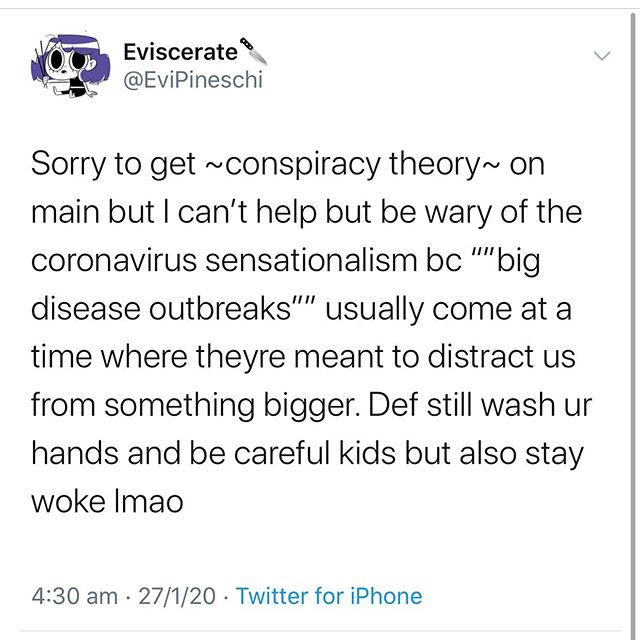 Eviscerate🔪
@EviPineschi
Sorry to get ~conspiracy theory~ on
main but I can't help but be wary of the
coronavirus sensationalism bc ""big
disease outbreaks"" usually come at a
time where theyre meant to distract us
from something bigger. Def still wash ur
hands and be careful kids but also stay
woke lmao
4:30 am · 27/1/20 · Twitter for iPhone